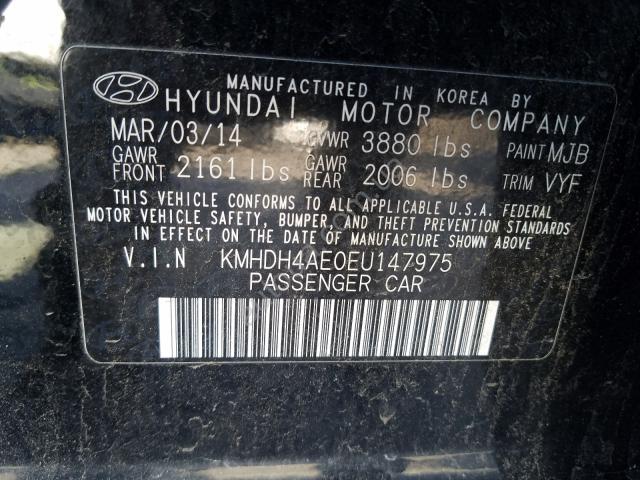 MANUFACTURED IN KOREA BY
HYUNDAI MOTOR COMPANY
MAR/03/14 GVWR 3880 lbs PAINT MJB
GAWR FRONT 2161 lbs GAWR REAR 2006 lbs TRIM VYF
THIS VEHICLE CONFORMS TO ALL APPLICABLE U.S.A. FEDERAL
MOTOR VEHICLE SAFETY, BUMPER, AND THEFT PREVENTION STANDARDS
IN EFFECT ON THE DATE OF MANUFACTURE SHOWN ABOVE
V.I.N KMHDH4AE0EU147975
PASSENGER CAR